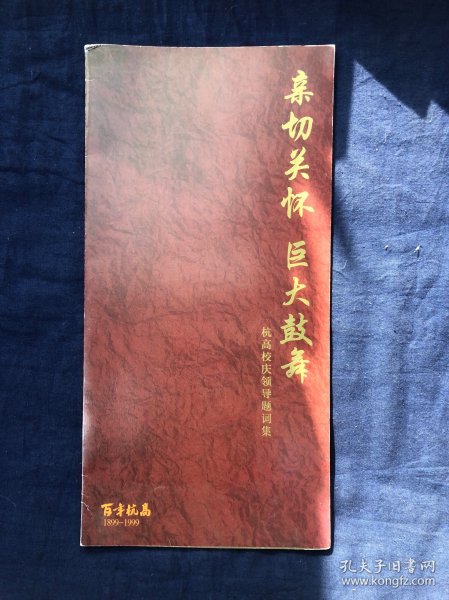 亲切关怀 巨大鼓舞
杭高校庆领导题词集
百年杭高
1899-1999
孔夫子旧书网
www.kongfz.com